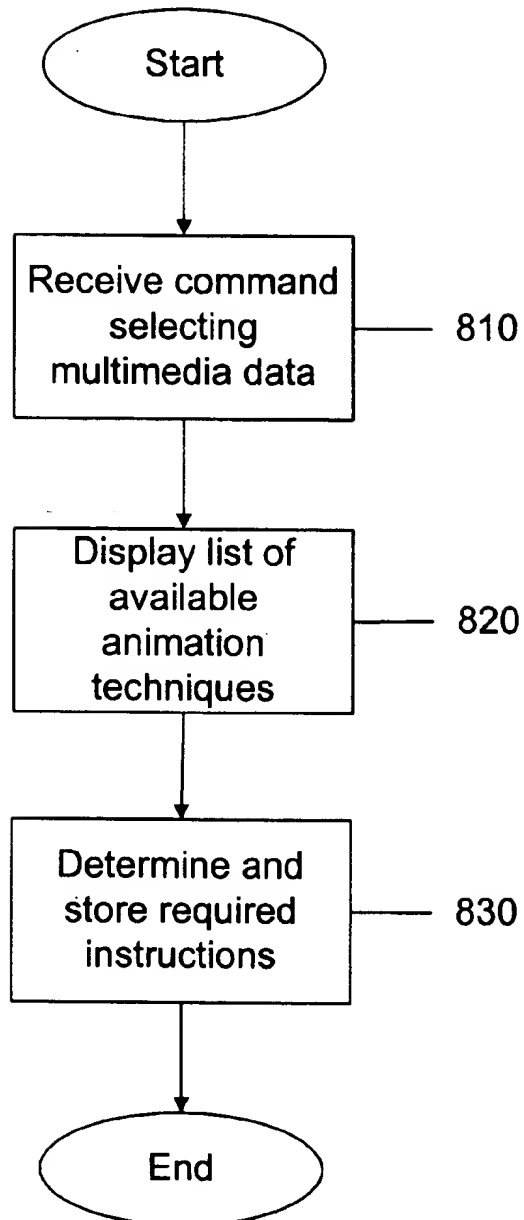 Start
Receive command
selecting
multimedia data
810
Display list of
available
animation
techniques
820
Determine and
store required
instructions
830
End